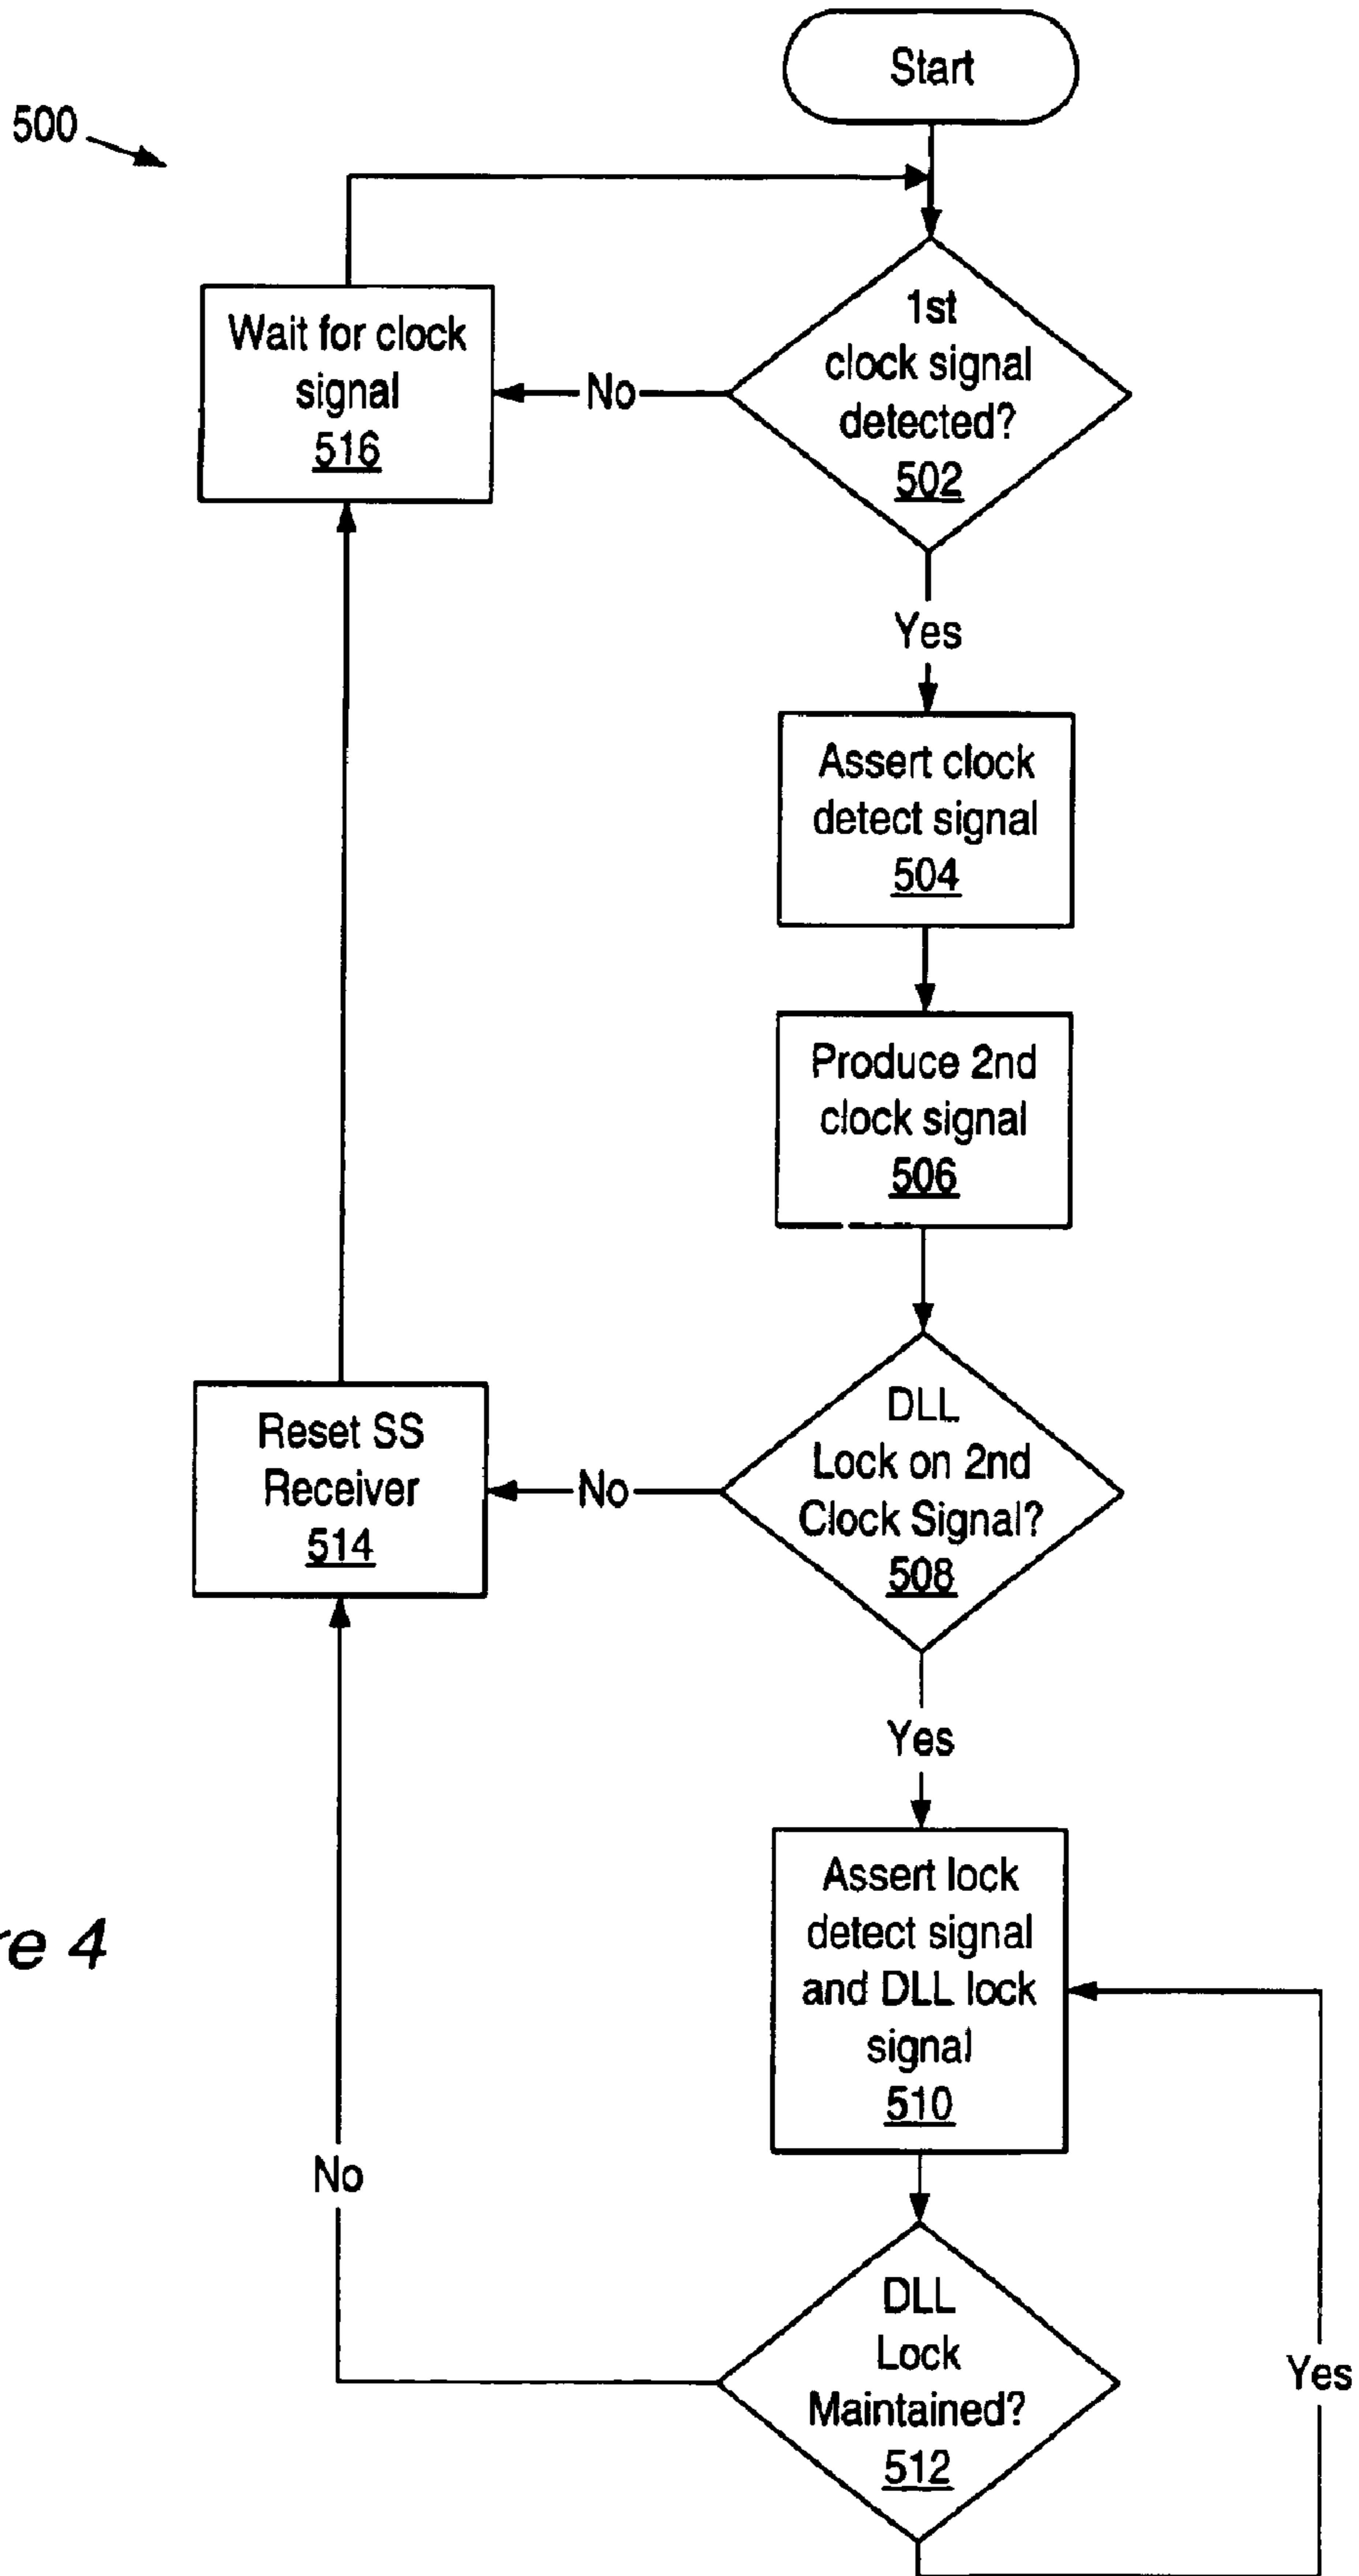 Start
500
Wait for clock
signal
516
No
1st
clock signal
detected?
502
Yes
Assert clock
detect signal
504
Produce 2nd
clock signal
506
Reset SS
Receiver
514
No
DLL
Lock on 2nd
Clock Signal?
508
Yes
Assert lock
detect signal
and DLL lock
signal
510
re 4
No
DLL
Lock
Maintained?
512
Yes